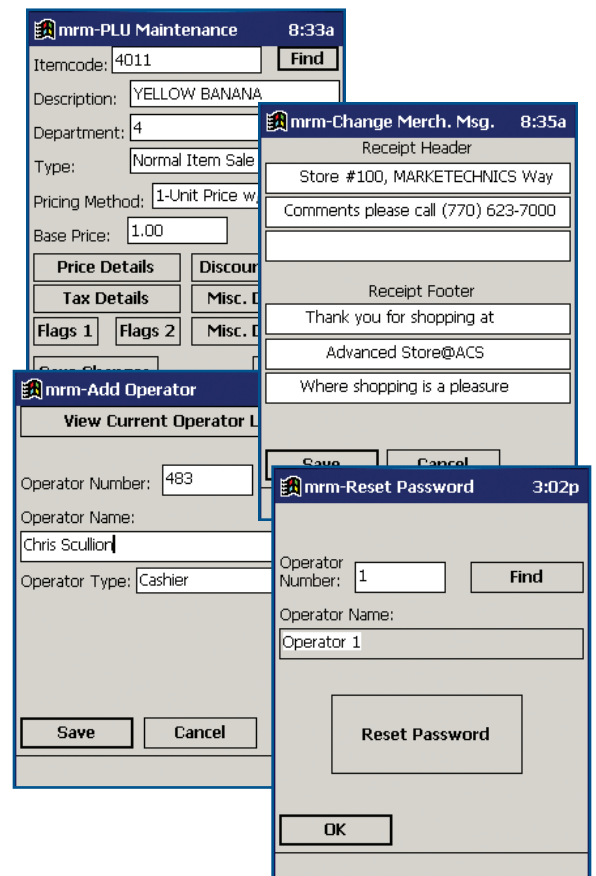 mrm-PLU Maintenance 8:33a
Itemcode: 4011 Find
Description: YELLOW BANANA
Department: 4
Type: Normal Item Sale
Pricing Method: 1-Unit Price w/
Base Price: 1.00
Price Details Discou
Tax Details Misc. D
Flags 1 Flags 2 Misc. D
Save Changes
mrm-Change Merch. Msg. 8:35a
Receipt Header
Store #100, MARKETECHNICS Way
Comments please call (770) 623-7000
Receipt Footer
Thank you for shopping at
Advanced Store@ACS
Where shopping is a pleasure
Save Cancel
mrm-Add Operator
View Current Operator L
Operator Number: 483
Operator Name:
Chris Scullion
Operator Type: Cashier
Save Cancel
mrm-Reset Password 3:02p
Operator
Number: 1 Find
Operator Name:
Operator 1
Reset Password
OK